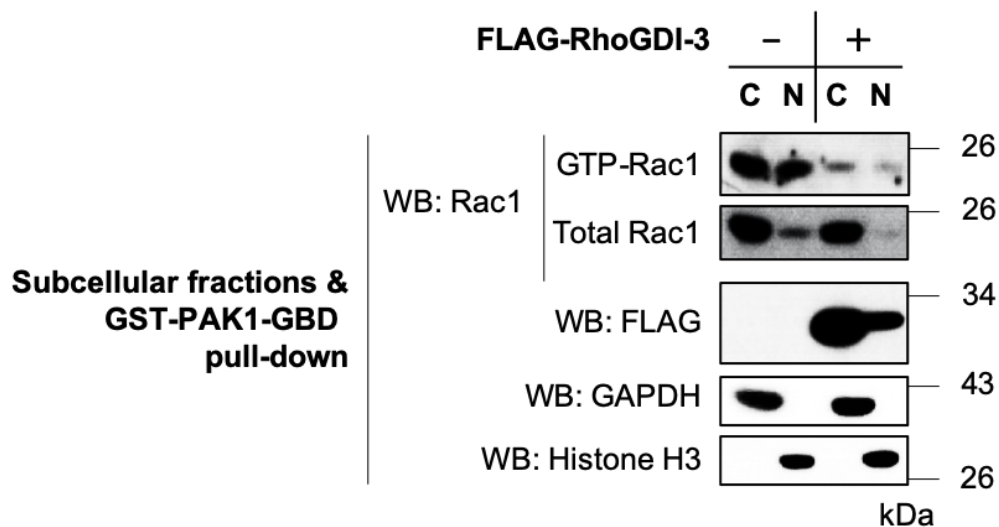 FLAG-RhoGDI-3 − +
C N C N
GTP-Rac1 26
WB: Rac1
Total Rac1 26
Subcellular fractions &
GST-PAK1-GBD
pull-down
WB: FLAG 34
WB: GAPDH 43
WB: Histone H3 26
kDa